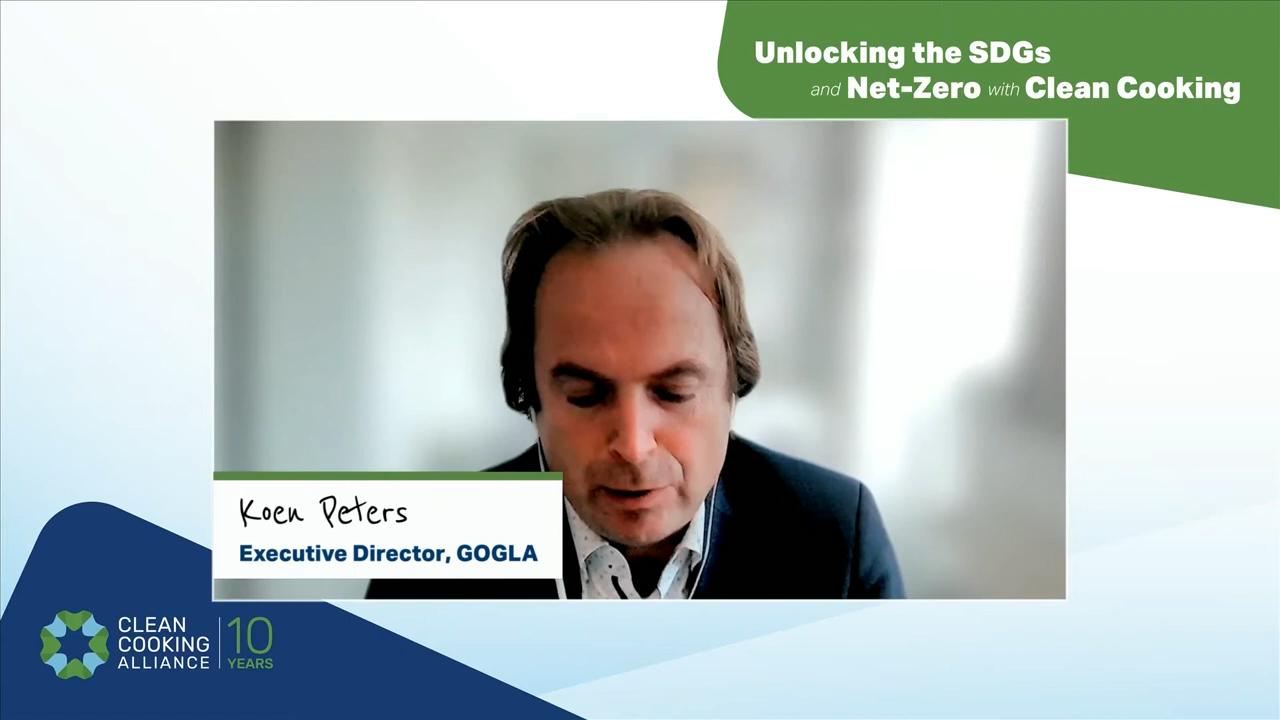 Unlocking the SDGs
and Net-Zero with Clean Cooking
Koen Peters
Executive Director, GOGLA
CLEAN
COOKING
ALLIANCE
10
YEARS